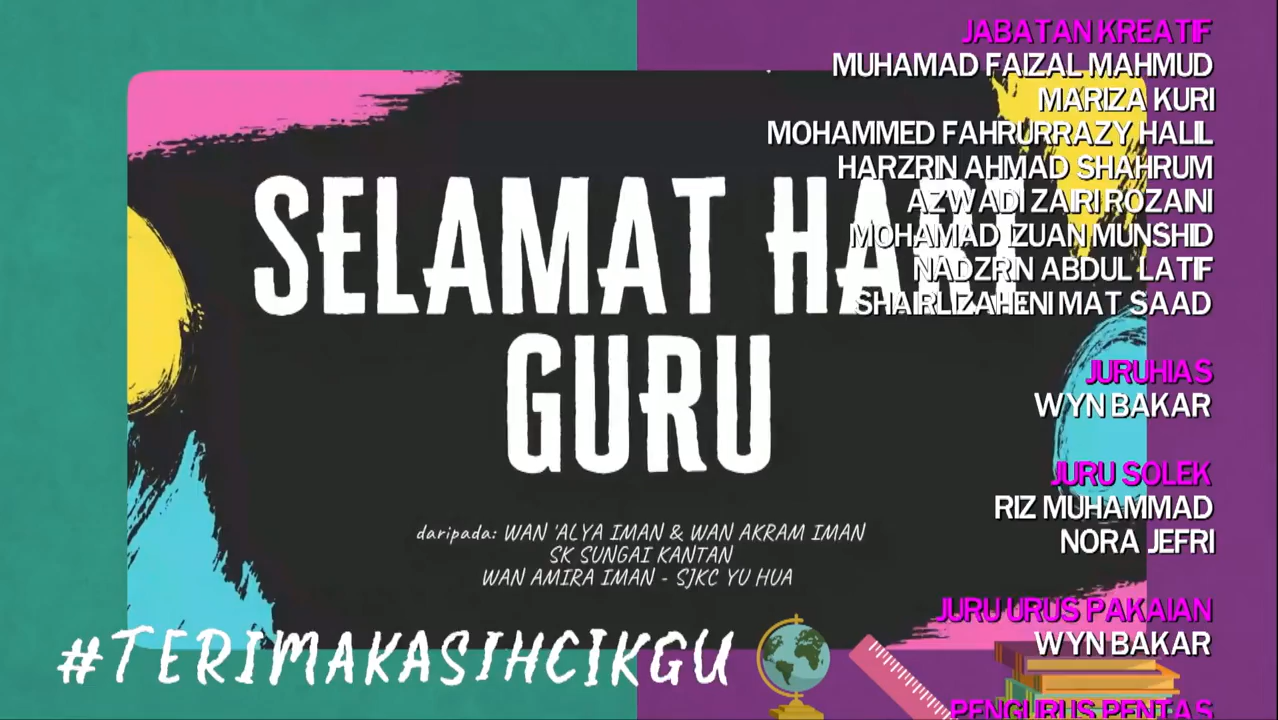 SELAMAT HARI
GURU
daripada: WAN 'ALYA IMAN & WAN AKRAM IMAN
SK SUNGAI KANTAN
WAN AMIRA IMAN - SJKC YU HUA
#TERIMAKASIHCIKGU
JABATAN KREATIF
MUHAMAD FAIZAL MAHMUD
MARIZA KURI
MOHAMMED FAHRURRAZY HALIL
HARZRIN AHMAD SHAHRUM
AZWADI ZAIRI ROZAINI
MOHAMAD IZUAN MUNSHID
NADZRIN ABDUL LATIF
SHAIRLIZAHENI MAT SAAD
JURUHIAS
WYN BAKAR
JURU SOLEK
RIZ MUHAMMAD
NORA JEFRI
JURU URUS PAKAIAN
WYN BAKAR
PENGURUS PENTAS